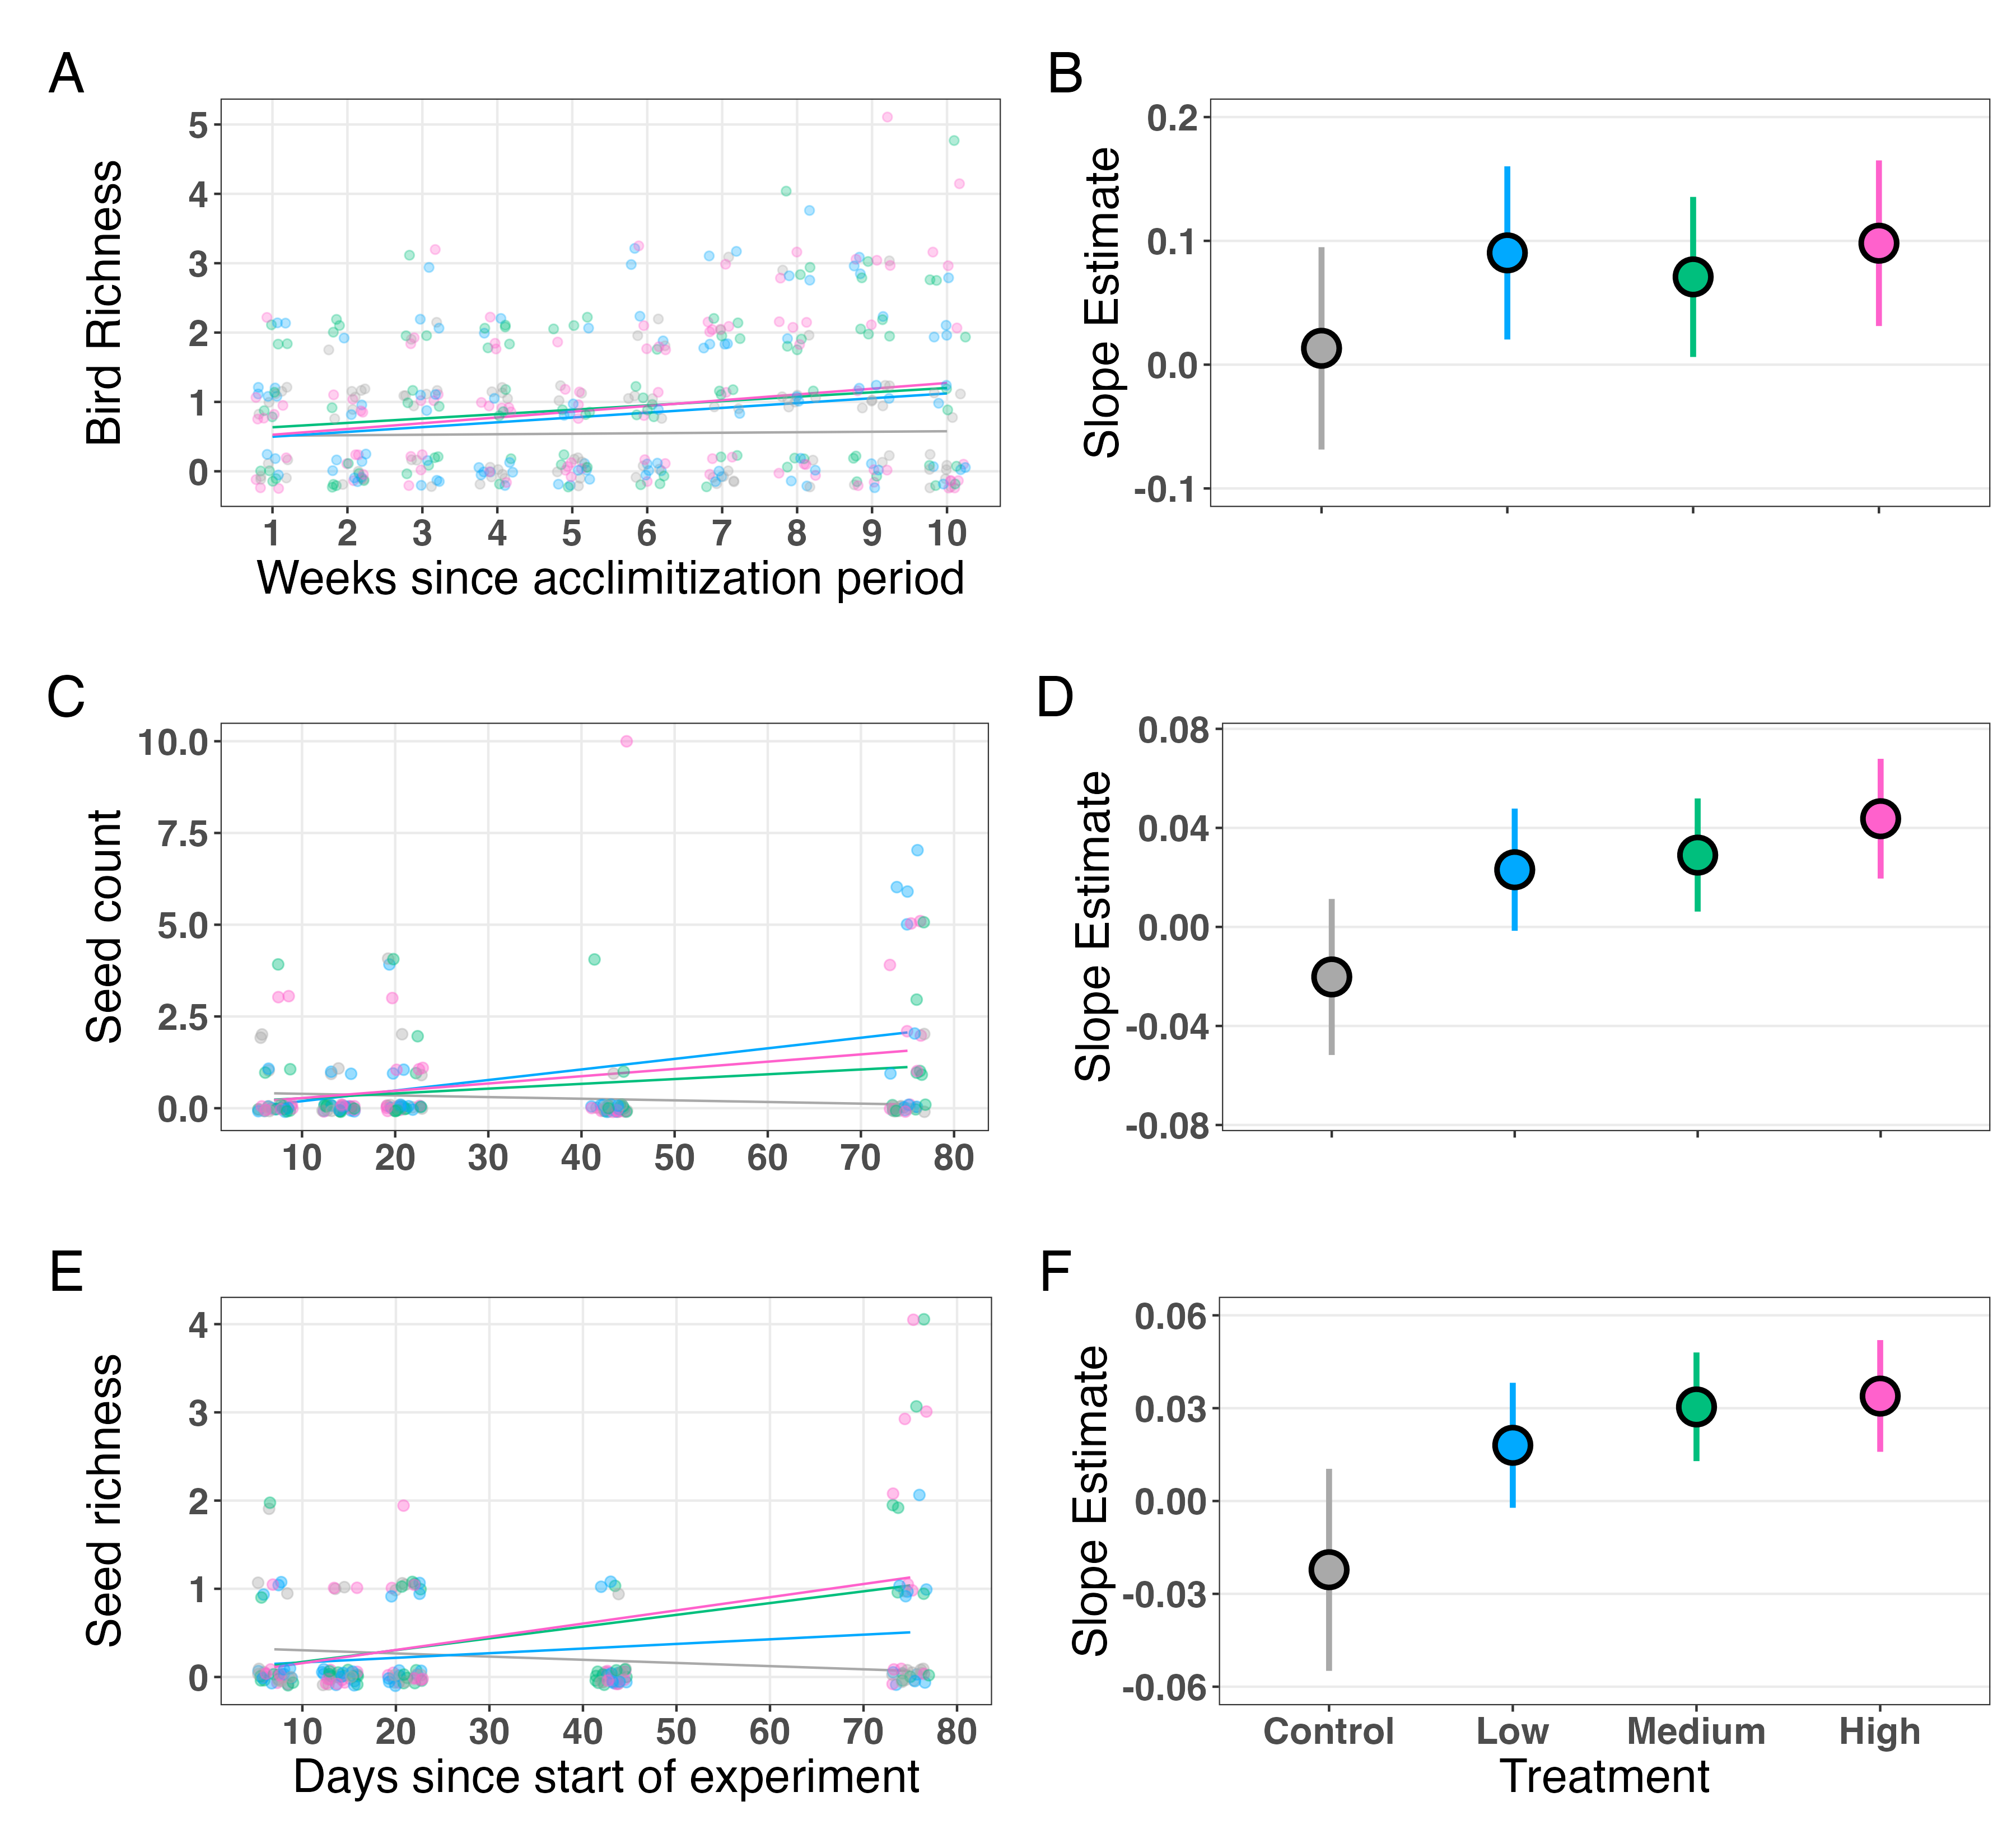 A
B
5
4
3
2
1
0
Bird Richness
1 2 3 4 5 6 7 8 9 10
Weeks since acclimitization period
0.2
0.1
0.0
-0.1
Slope Estimate
C
D
10.0
7.5
5.0
2.5
0.0
Seed count
10 20 30 40 50 60 70 80
0.08
0.04
0.00
-0.04
-0.08
Slope Estimate
E
F
4
3
2
1
0
Seed richness
10 20 30 40 50 60 70 80
Days since start of experiment
0.06
0.03
0.00
-0.03
-0.06
Slope Estimate
Control Low Medium High
Treatment